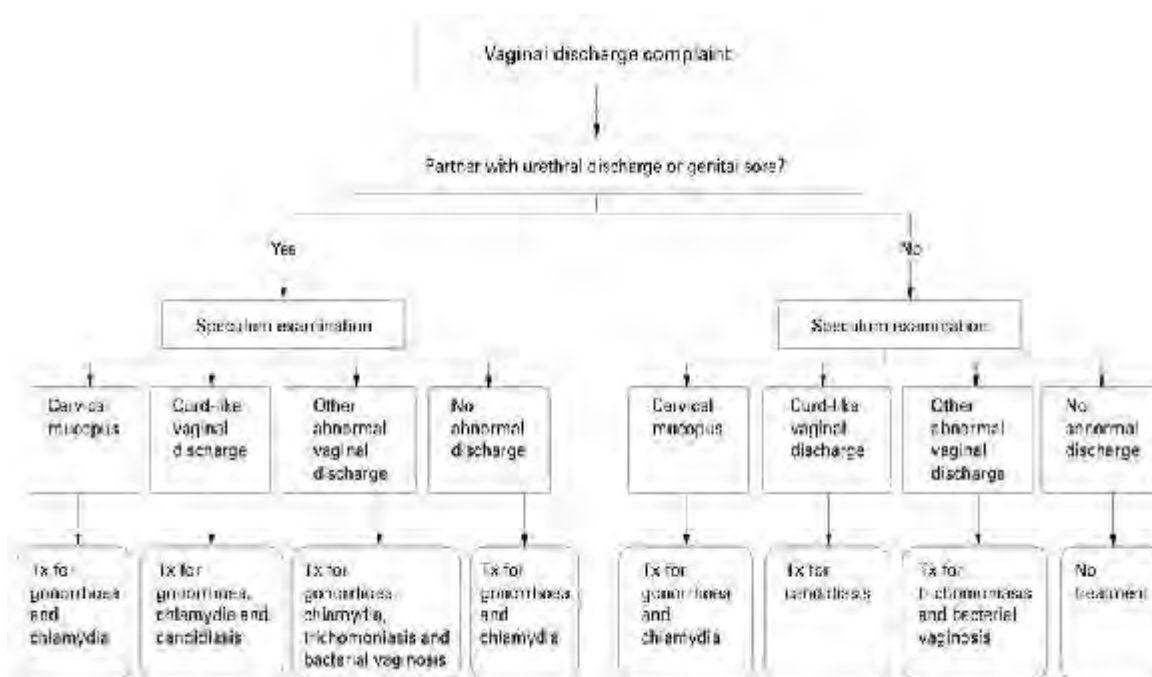 Vaginal discharge complaint
Partner with urethral discharge or genital sore?
Yes
No
Speculum examination
Speculum examination
Cervical
mucopus
Curd-like
vaginal
discharge
Other
abnormal
vaginal
discharge
No
abnormal
discharge
Cervical
mucopus
Curd-like
vaginal
discharge
Other
abnormal
vaginal
discharge
No
abnormal
discharge
Tx for
gonorrhoea
and
chlamydia
Tx for
gonorrhoea,
chlamydia and
candidiasis
Tx for
gonorrhoea,
chlamydia,
trichomoniasis and
bacterial vaginosis
Tx for
gonorrhoea
and
chlamydia
Tx for
gonorrhoea
and
chlamydia
Tx for
candidiasis
Tx for
trichomoniasis
and bacterial
vaginosis
No
treatment